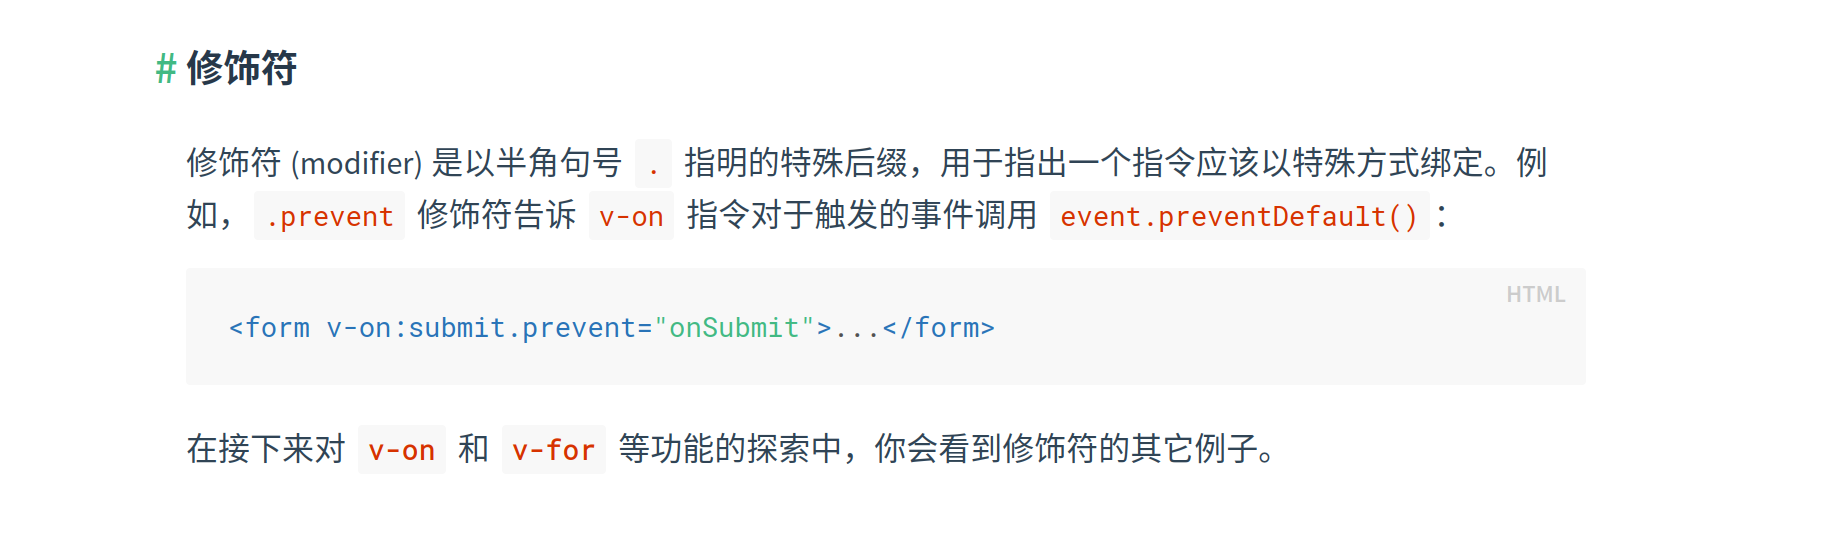 # 修饰符
修饰符 (modifier) 是以半角句号 . 指明的特殊后缀，用于指出一个指令应该以特殊方式绑定。例
如，.prevent 修饰符告诉 v-on 指令对于触发的事件调用 event.preventDefault()：
HTML
<form v-on:submit.prevent="onSubmit">...</form>
在接下来对 v-on 和 v-for 等功能的探索中，你会看到修饰符的其它例子。